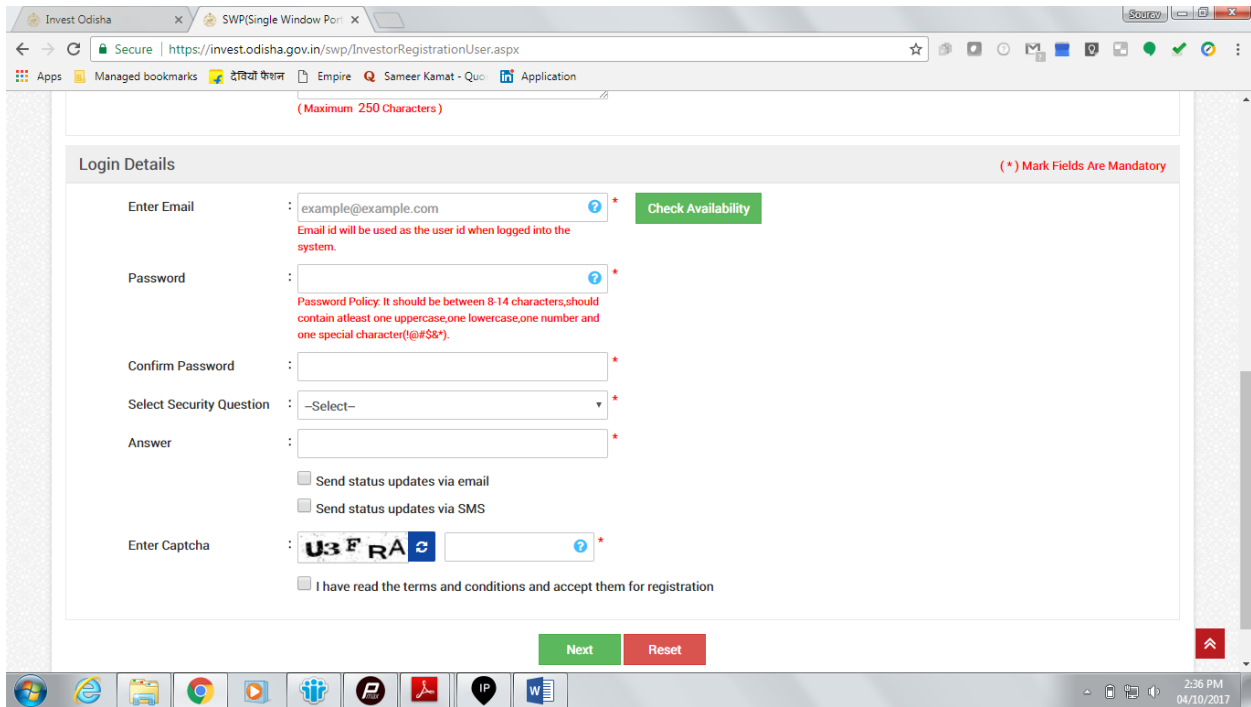 Invest Odisha
SWP(Single Window Port
Sourav
Secure | https://invest.odisha.gov.in/swp/InvestorRegistrationUser.aspx
Apps Managed bookmarks देवियों फैशन Empire Sameer Kamat - Quo Application
( Maximum 250 Characters )
Login Details ( * ) Mark Fields Are Mandatory
Enter Email : example@example.com * Check Availability
Email id will be used as the user id when logged into the
system.
Password : *
Password Policy: It should be between 8-14 characters,should
contain atleast one uppercase,one lowercase,one number and
one special character(!@#$&*).
Confirm Password : *
Select Security Question : --Select-- *
Answer : *
Send status updates via email
Send status updates via SMS
Enter Captcha : U3FRA *
I have read the terms and conditions and accept them for registration
Next Reset
2:36 PM
04/10/2017